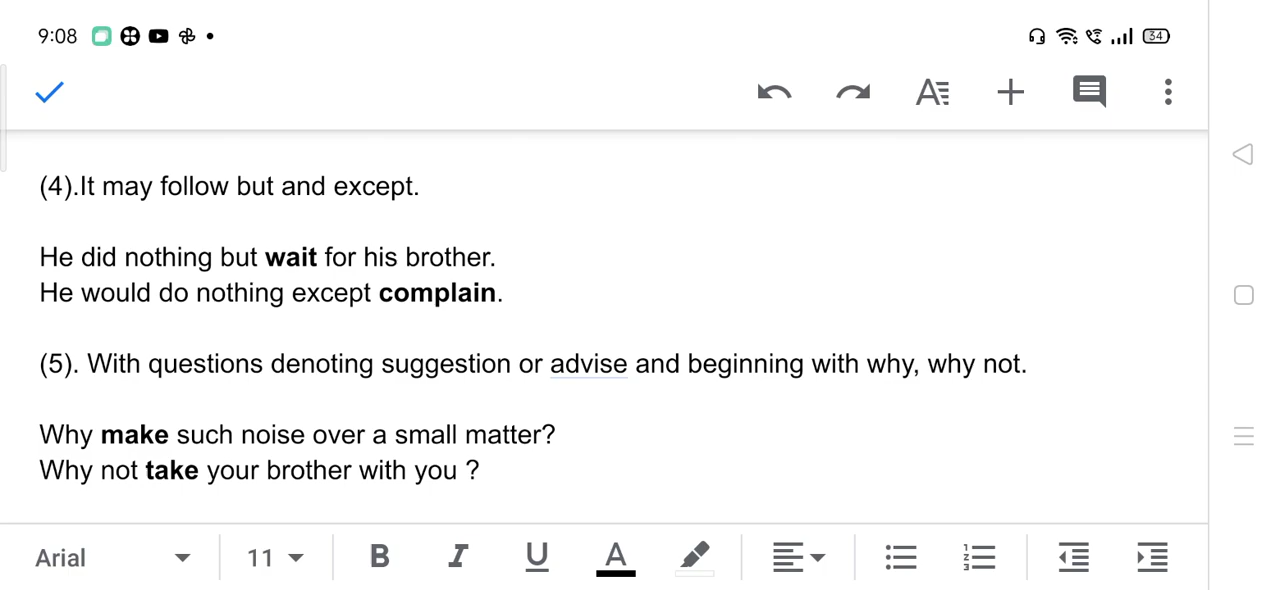 9:08
34
(4).It may follow but and except.
He did nothing but wait for his brother.
He would do nothing except complain.
(5). With questions denoting suggestion or advise and beginning with why, why not.
Why make such noise over a small matter?
Why not take your brother with you ?
Arial 11 B I U A